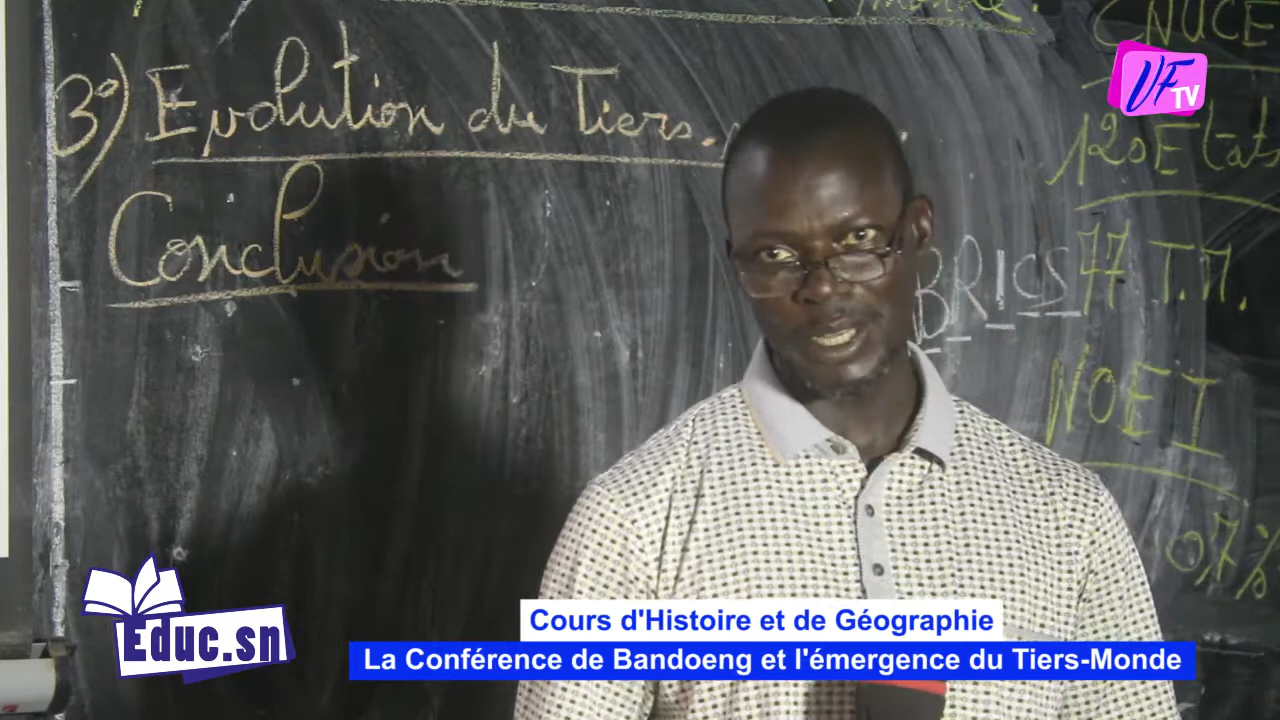 CNUCE
3°) Evolution du Tiers.
Conclusion
VF
TV
120 Etats
BRICS
77 T.M.
NOEI
0,7%
Educ.sn
Cours d'Histoire et de Géographie
La Conférence de Bandoeng et l'émergence du Tiers-Monde